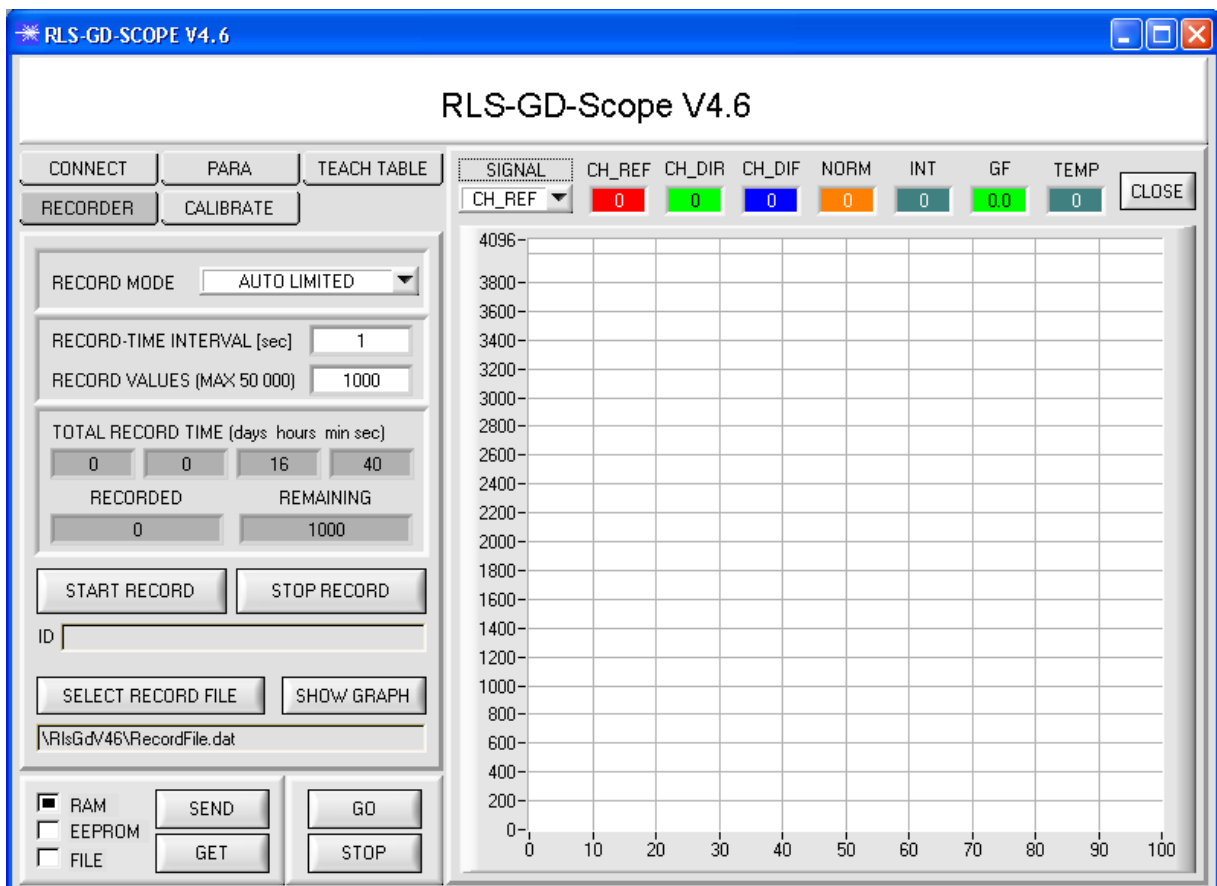 RLS-GD-SCOPE V4.6
RLS-GD-Scope V4.6
CONNECT PARA TEACH TABLE
RECORDER CALIBRATE
RECORD MODE AUTO LIMITED
RECORD-TIME INTERVAL [sec] 1
RECORD VALUES (MAX 50 000) 1000
TOTAL RECORD TIME (days hours min sec)
0 0 16 40
RECORDED REMAINING
0 1000
START RECORD STOP RECORD
ID
SELECT RECORD FILE SHOW GRAPH
\RlsGdV46\RecordFile.dat
RAM
EEPROM
FILE
SEND
GET
GO
STOP
SIGNAL CH_REF CH_DIR CH_DIF NORM INT GF TEMP
CH_REF 0 0 0 0 0 0.0 0
CLOSE
4096
3800
3600
3400
3200
3000
2800
2600
2400
2200
2000
1800
1600
1400
1200
1000
800
600
400
200
0
0 10 20 30 40 50 60 70 80 90 100